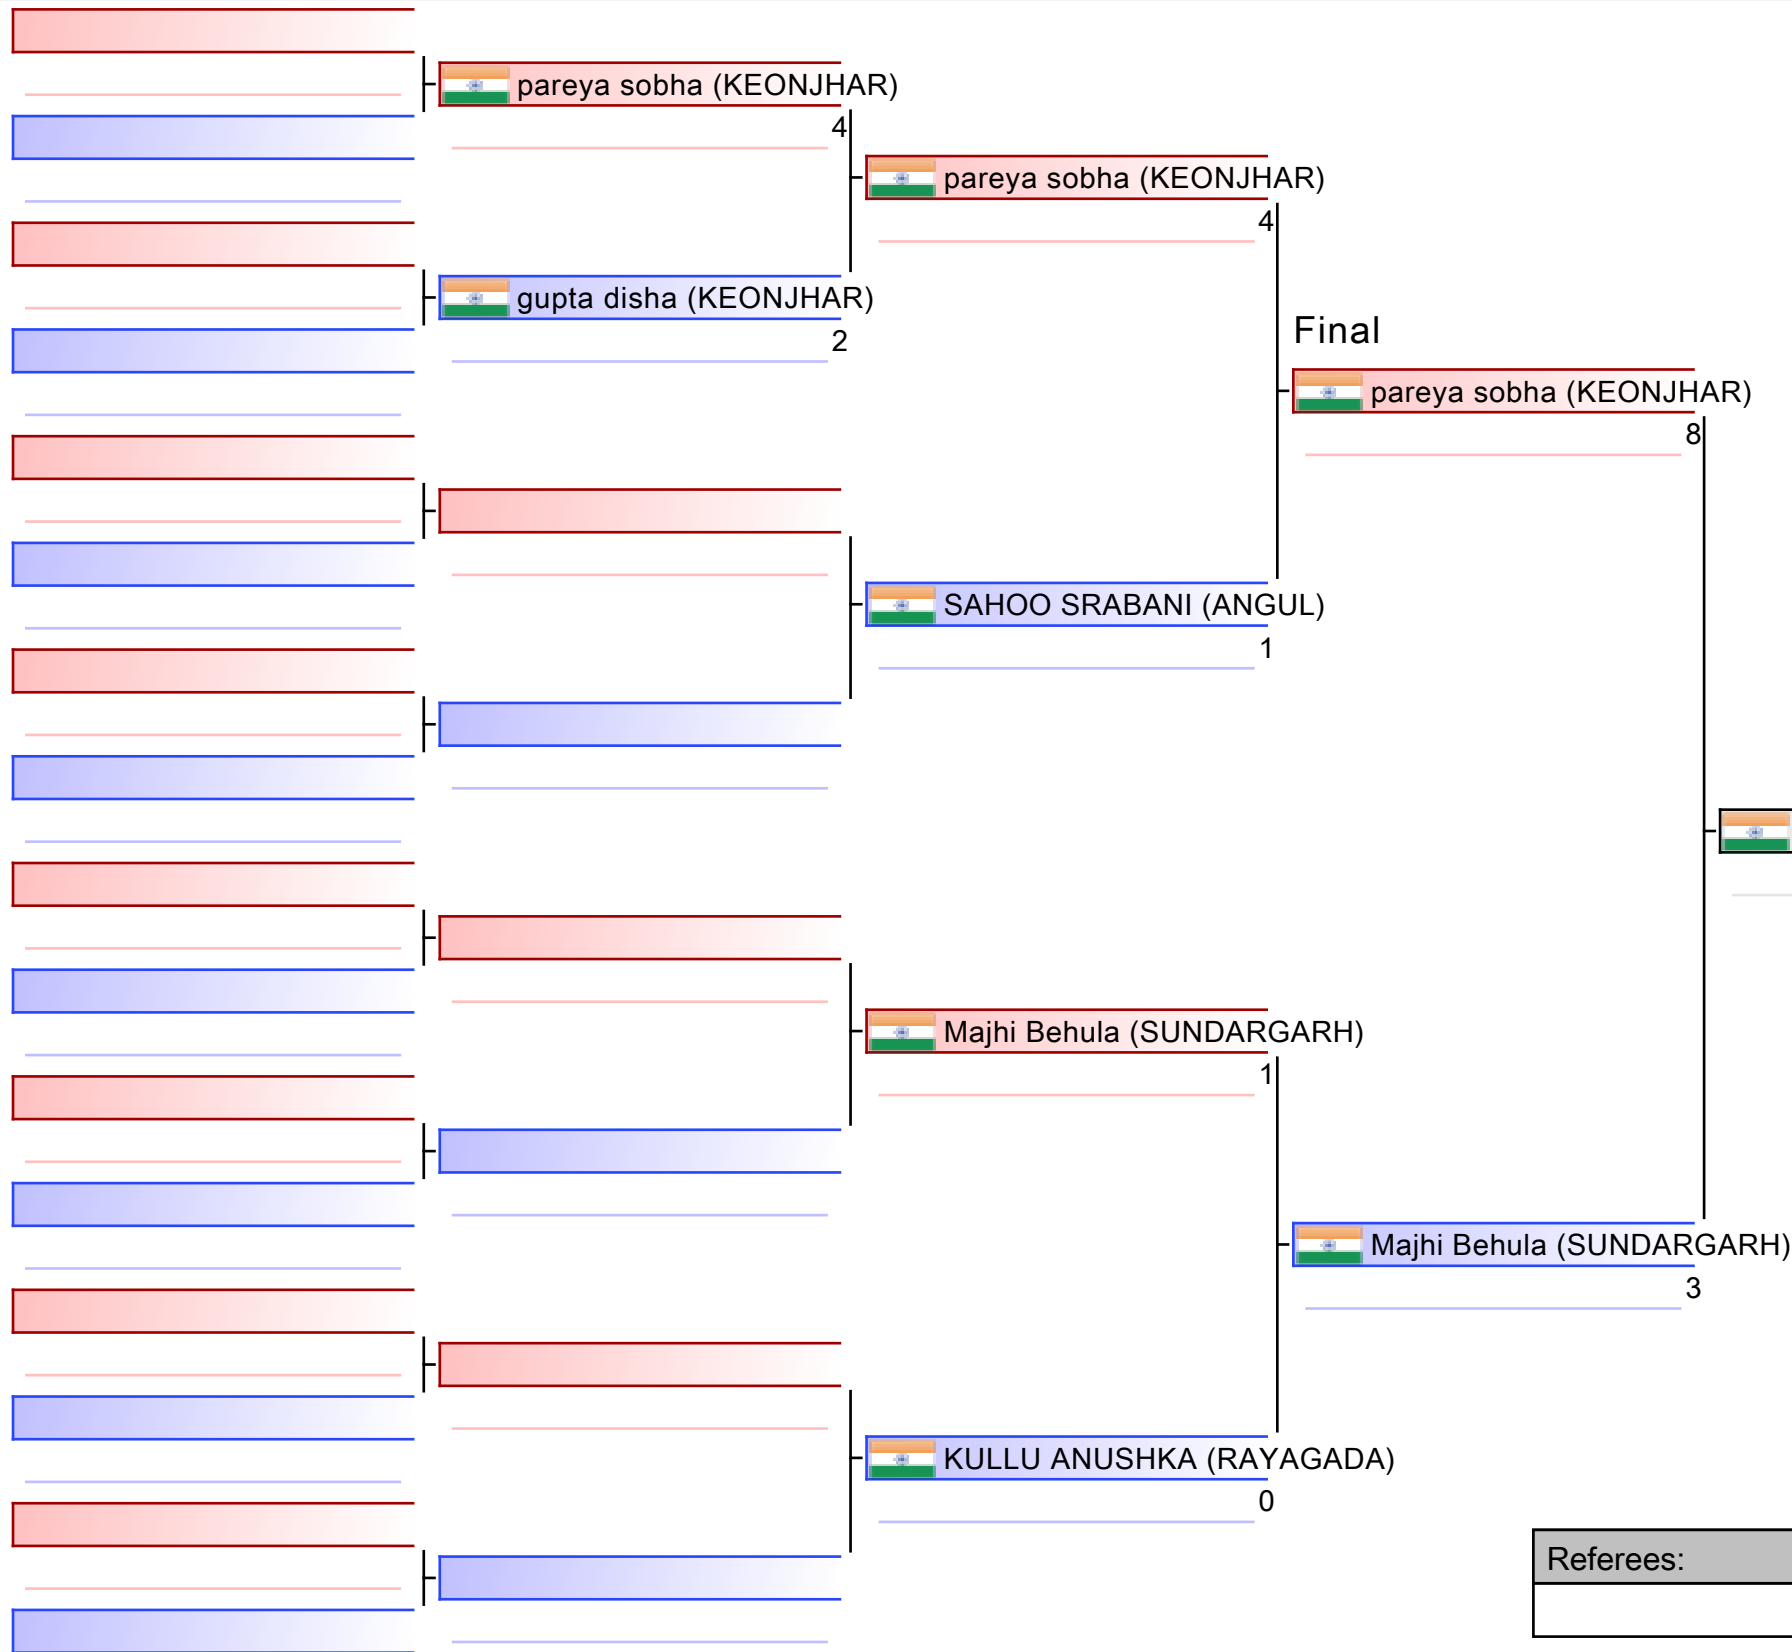 pareya sobha (KEONJHAR)
4
pareya sobha (KEONJHAR)
4
gupta disha (KEONJHAR)
2
Final
pareya sobha (KEONJHAR)
8
SAHOO SRABANI (ANGUL)
1
Majhi Behula (SUNDARGARH)
1
Majhi Behula (SUNDARGARH)
3
KULLU ANUSHKA (RAYAGADA)
0
Referees: